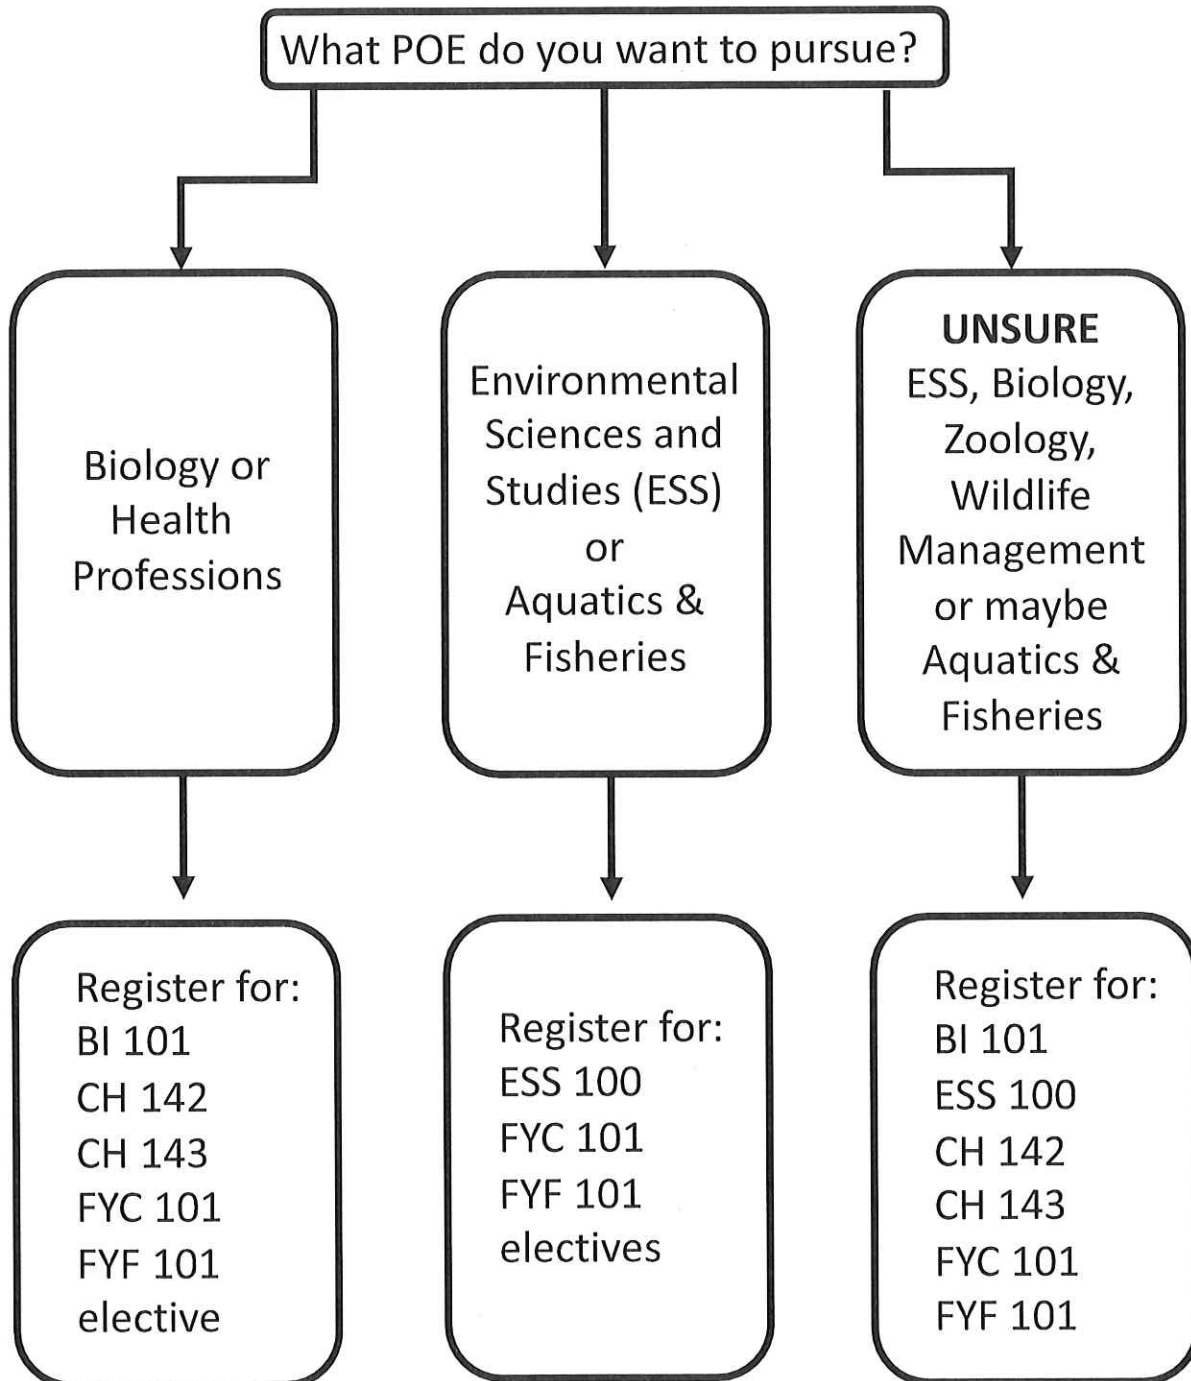 What POE do you want to pursue?
Biology or
Health
Professions
Environmental
Sciences and
Studies (ESS)
or
Aquatics &
Fisheries
UNSURE
ESS, Biology,
Zoology,
Wildlife
Management
or maybe
Aquatics &
Fisheries
Register for:
BI 101
CH 142
CH 143
FYC 101
FYF 101
elective
Register for:
ESS 100
FYC 101
FYF 101
electives
Register for:
BI 101
ESS 100
CH 142
CH 143
FYC 101
FYF 101